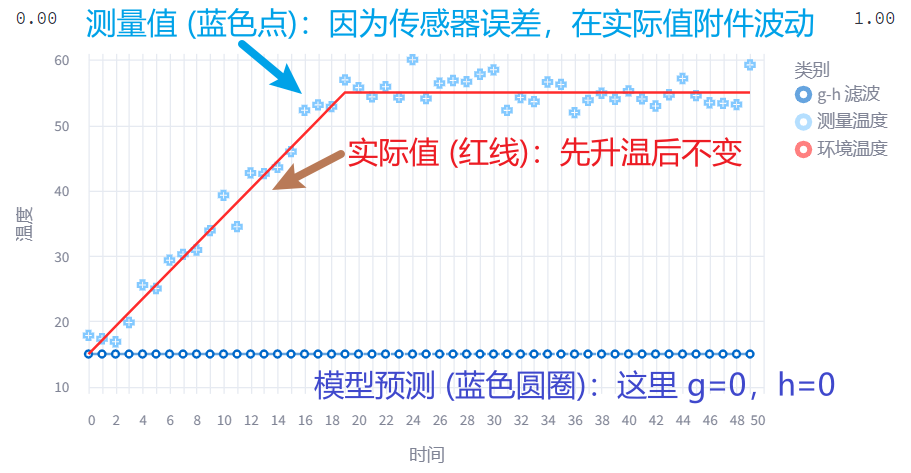 0.00
1.00
测量值 (蓝色点)：因为传感器误差，在实际值附件波动
60
50
40
30
20
10
温度
类别
g-h 滤波
测量温度
环境温度
实际值 (红线)：先升温后不变
模型预测 (蓝色圆圈)：这里 g=0，h=0
0 2 4 6 8 10 12 14 16 18 20 22 24 26 28 30 32 34 36 38 40 42 44 46 48 50
时间